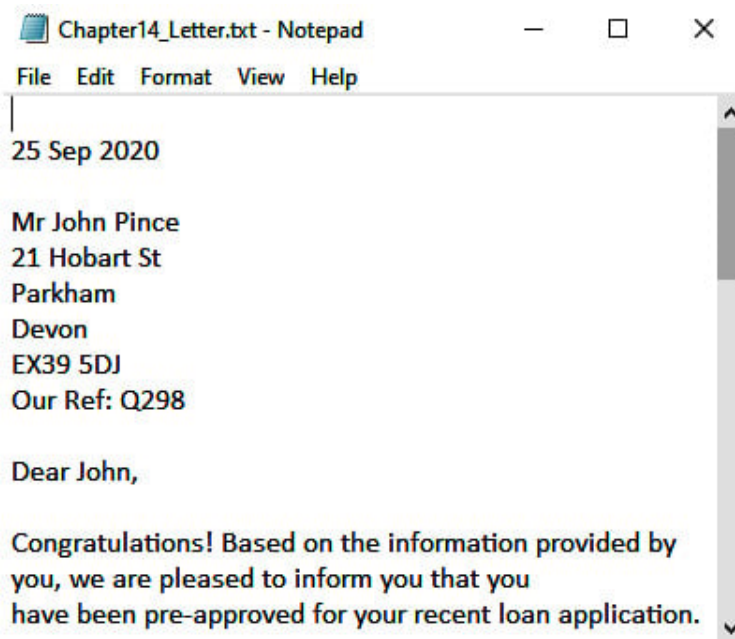 Chapter14_Letter.txt - Notepad
File Edit Format View Help
25 Sep 2020
Mr John Pince
21 Hobart St
Parkham
Devon
EX39 5DJ
Our Ref: Q298
Dear John,
Congratulations! Based on the information provided by
you, we are pleased to inform you that you
have been pre-approved for your recent loan application.